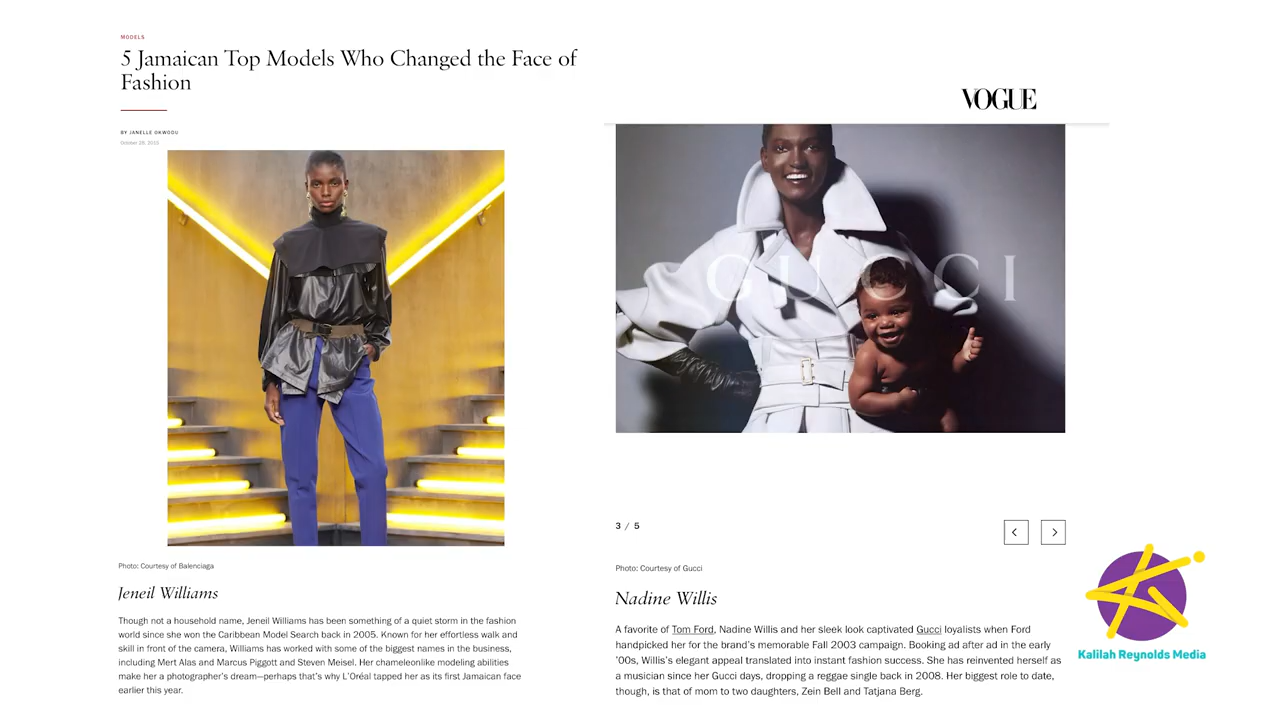 MODELS
5 Jamaican Top Models Who Changed the Face of
Fashion
BY JANELLE OKWODU
October 28, 2015
Photo: Courtesy of Balenciaga
Jeneil Williams
Though not a household name, Jeneil Williams has been something of a quiet storm in the fashion
world since she won the Caribbean Model Search back in 2005. Known for her effortless walk and
skill in front of the camera, Williams has worked with some of the biggest names in the business,
including Mert Alas and Marcus Piggott and Steven Meisel. Her chameleonlike modeling abilities
make her a photographer's dream—perhaps that's why L'Oréal tapped her as its first Jamaican face
earlier this year.
VOGUE
GUCCI
3 / 5
Photo: Courtesy of Gucci
Nadine Willis
A favorite of Tom Ford, Nadine Willis and her sleek look captivated Gucci loyalists when Ford
handpicked her for the brand's memorable Fall 2003 campaign. Booking ad after ad in the early
'00s, Willis's elegant appeal translated into instant fashion success. She has reinvented herself as
a musician since her Gucci days, dropping a reggae single back in 2008. Her biggest role to date,
though, is that of mom to two daughters, Zein Bell and Tatjana Berg.
Kalilah Reynolds Media